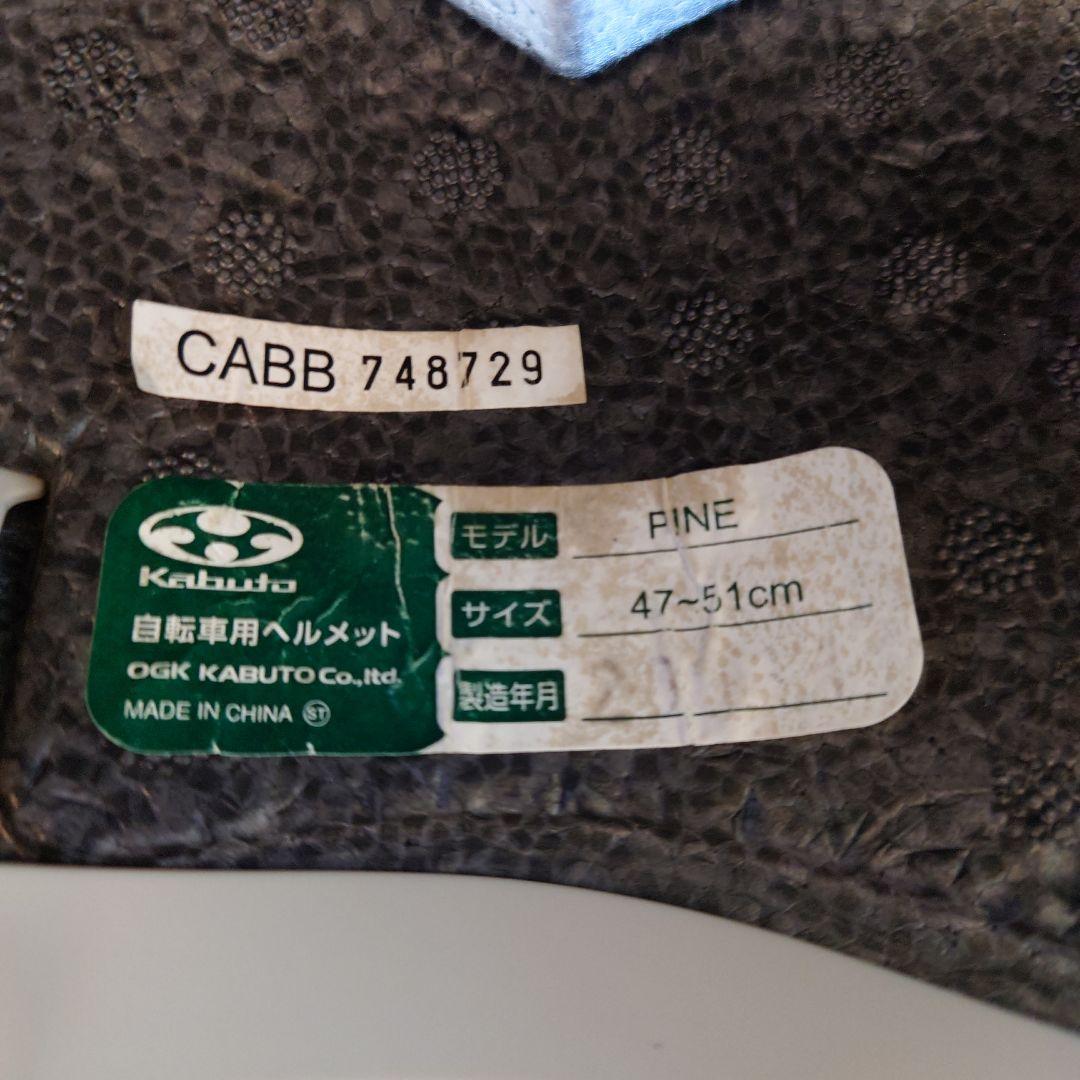 CABB 748729
Kabuto
自転車用ヘルメット
OGK KABUTO Co.,ltd.
MADE IN CHINA ST
モデル PINE
サイズ 47~51cm
製造年月